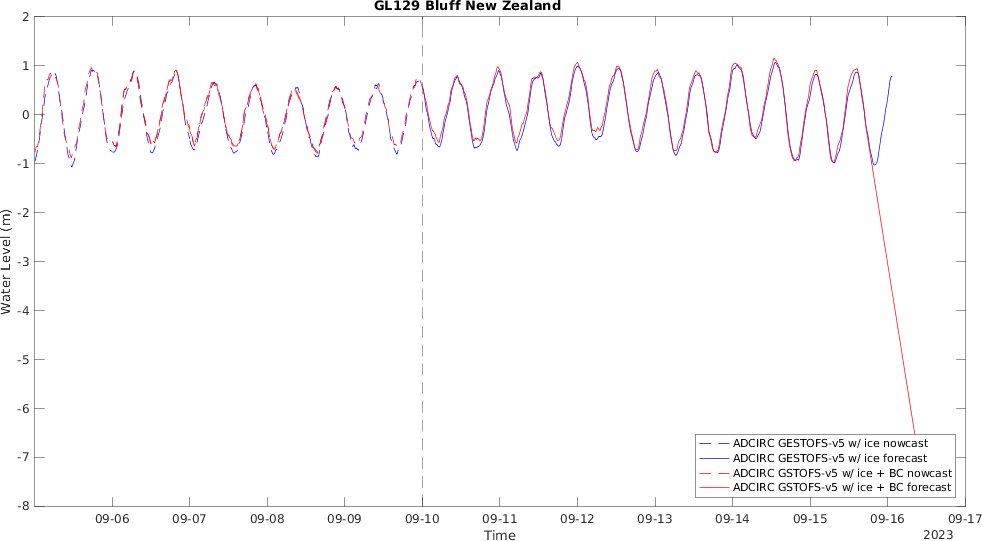 GL129 Bluff New Zealand
2
1
0
-1
-2
-3
-4
-5
-6
-7
-8
Water Level (m)
ADCIRC GESTOFS-v5 w/ ice nowcast
ADCIRC GESTOFS-v5 w/ ice forecast
ADCIRC GSTOFS-v5 w/ ice + BC nowcast
ADCIRC GSTOFS-v5 w/ ice + BC forecast
09-06 09-07 09-08 09-09 09-10 09-11 09-12 09-13 09-14 09-15 09-16 09-17
Time
2023